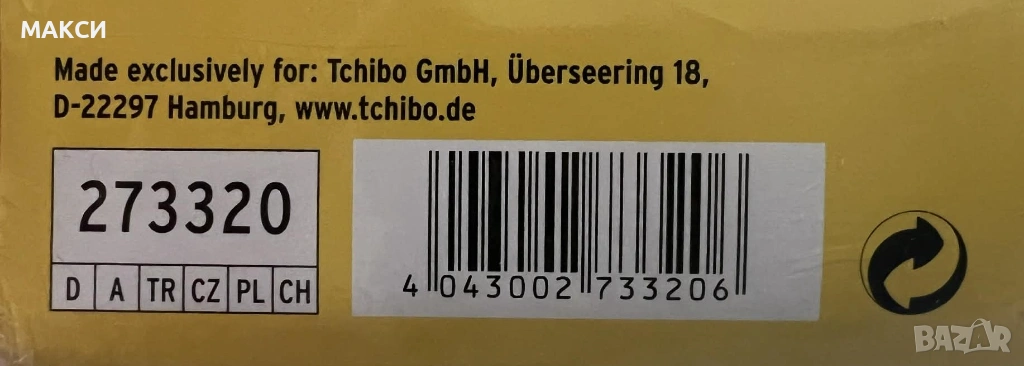 МАКСИ
Made exclusively for: Tchibo GmbH, Überseering 18,
D-22297 Hamburg, www.tchibo.de
273320
D A TR CZ PL CH
4 043002 733206
BAZAR